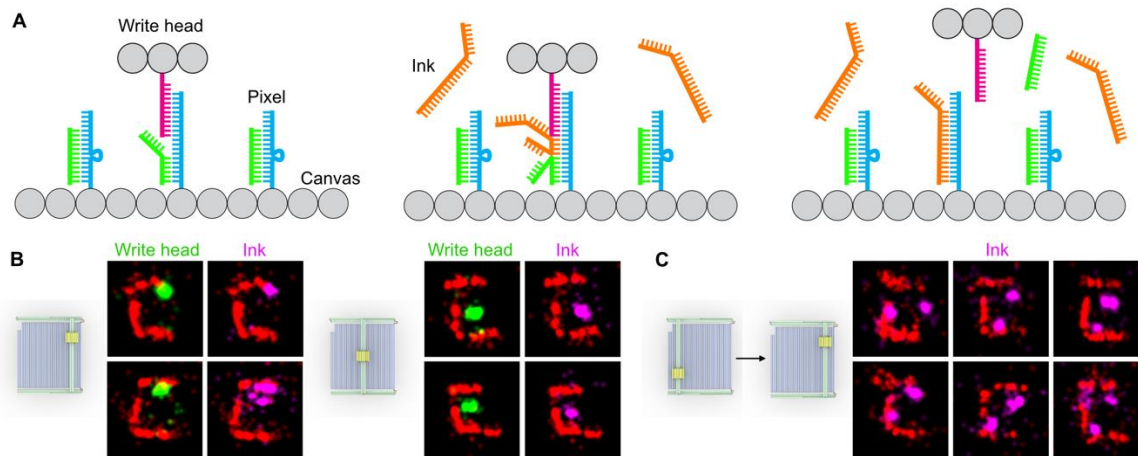 A
Write head
Pixel
Canvas
Ink
B
Write head Ink
Write head Ink
C
Ink